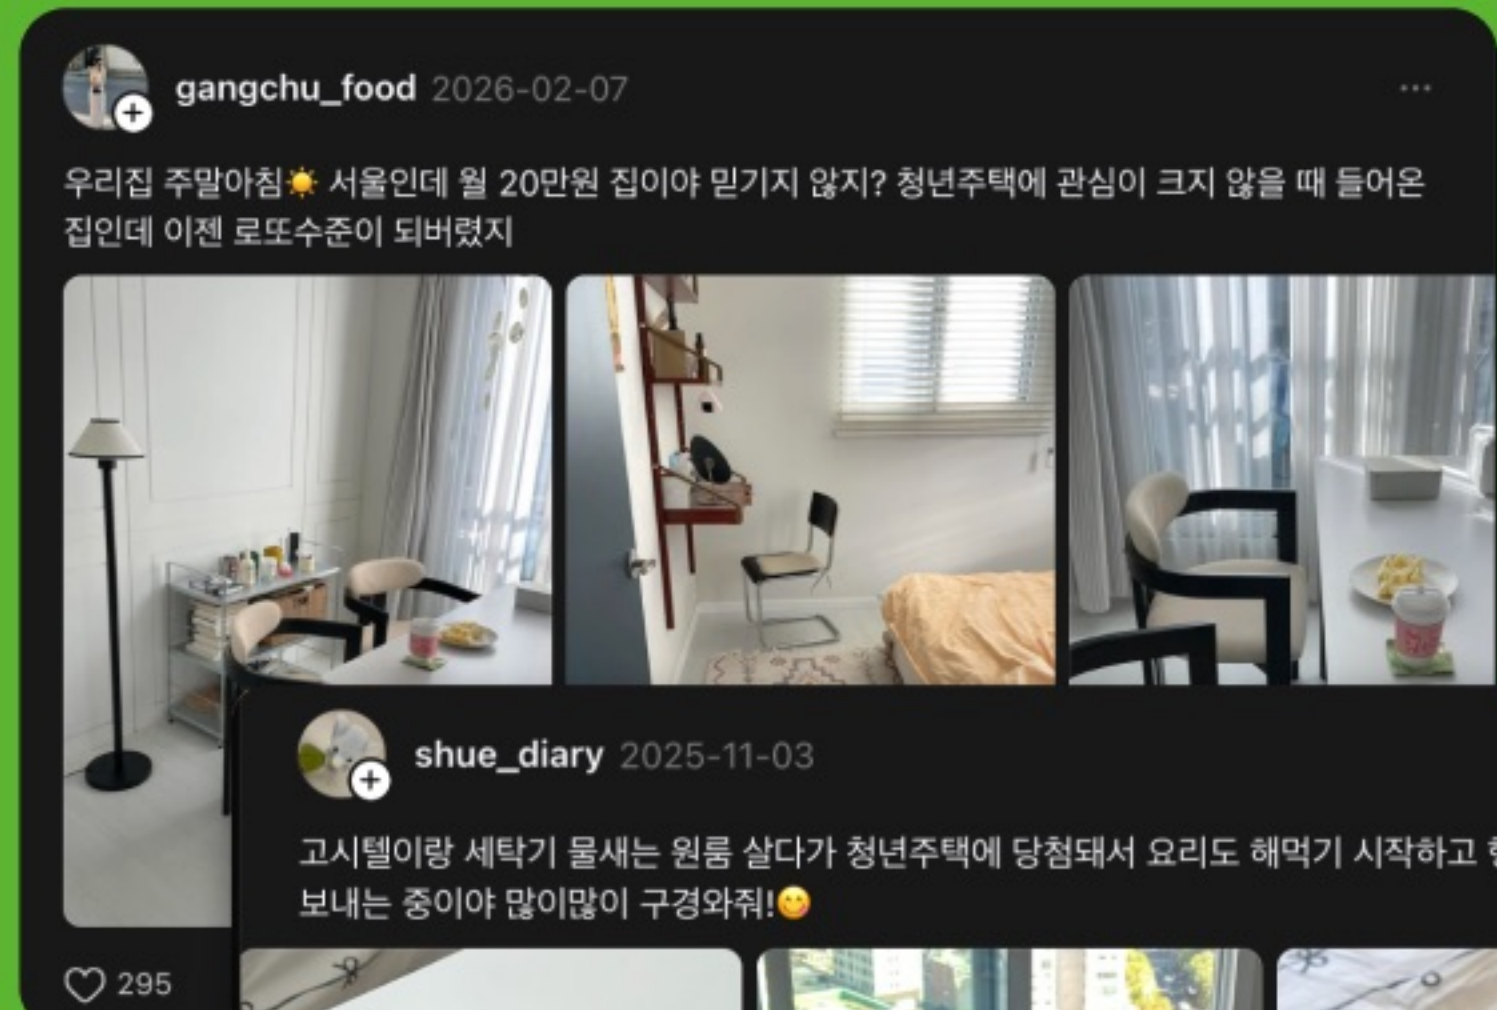 gangchu_food 2026-02-07
우리집 주말아침☀️ 서울인데 월 20만원 집이야 믿기지 않지? 청년주택에 관심이 크지 않을 때 들어온
집인데 이젠 로또수준이 되버렸지
shue_diary 2025-11-03
고시텔이랑 세탁기 물새는 원룸 살다가 청년주택에 당첨돼서 요리도 해먹기 시작하고
보내는 중이야 많이많이 구경와줘!😋
295